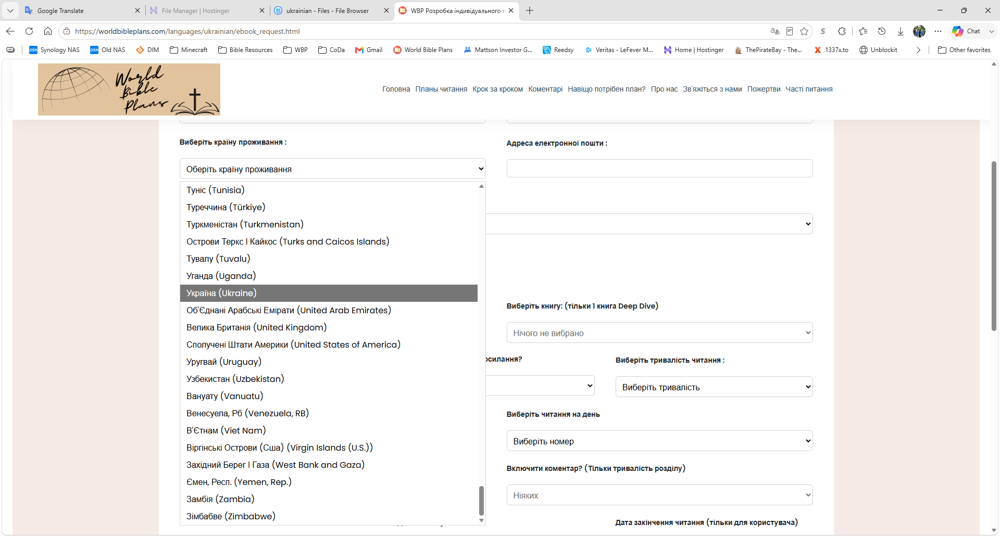 Google Translate
File Manager | Hostinger
ukrainian - Files - File Browser
WBP Розробка індивідуального п
https://worldbibleplans.com/languages/ukrainian/ebook_request.html
Chat
Synology NAS
Old NAS
DIM
Minecraft
Bible Resources
WBP
CoDa
Gmail
World Bible Plans
Mattson Investor G...
Reedsy
Veritas - LeFever M...
Home | Hostinger
ThePirateBay - The...
1337x.to
Unblockit
Other favorites
World
Bible
Plans
Головна Планы читання Крок за кроком Коментарі Навіщо потрібен план? Про нас Зв'яжіться з нами Пожертви Часті питання
Виберіть країну проживання :
Адреса електронної пошти :
Оберіть країну проживання
Туніс (Tunisia)
Туреччина (Türkiye)
Туркменістан (Turkmenistan)
Острови Теркс І Кайкос (Turks and Caicos Islands)
Тувалу (Tuvalu)
Уганда (Uganda)
Україна (Ukraine)
Об'Єднані Арабські Емірати (United Arab Emirates)
Велика Британія (United Kingdom)
Сполучені Штати Америки (United States of America)
Уругвай (Uruguay)
Узбекистан (Uzbekistan)
Вануату (Vanuatu)
Венесуела, Рб (Venezuela, RB)
В'Єтнам (Viet Nam)
Віргінські Острови (Сша) (Virgin Islands (U.S.))
Західний Берег І Газа (West Bank and Gaza)
Ємен, Респ. (Yemen, Rep.)
Замбія (Zambia)
Зімбабве (Zimbabwe)
Виберіть книгу: (тільки 1 книга Deep Dive)
Нічого не вибрано
осилання?
Виберіть тривалість читання :
Виберіть тривалість
Виберіть читання на день
Виберіть номер
Включити коментар? (Тільки тривалість розділу)
Ніяких
Дата закінчення читання (тільки для користувача)